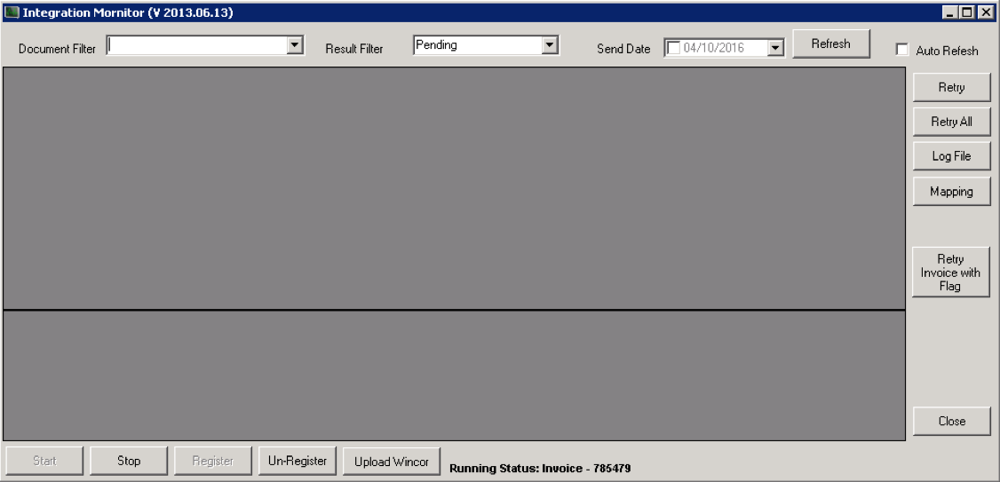 Integration Mornitor (V 2013.06.13)
Document Filter
Result Filter
Pending
Send Date
04/10/2016
Refresh
Auto Refesh
Retry
Retry All
Log File
Mapping
Retry
Invoice with
Flag
Close
Start
Stop
Register
Un-Register
Upload Wincor
Running Status: Invoice - 785479